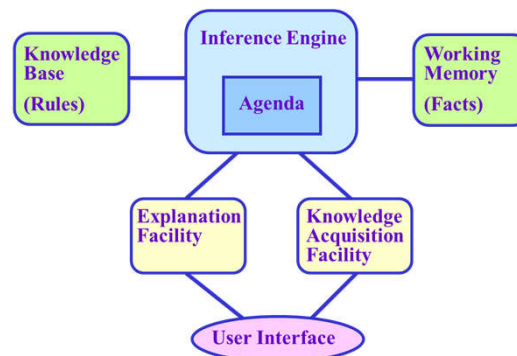 Knowledge
Base
(Rules)
Inference Engine
Agenda
Working
Memory
(Facts)
Explanation
Facility
Knowledge
Acquisition
Facility
User Interface